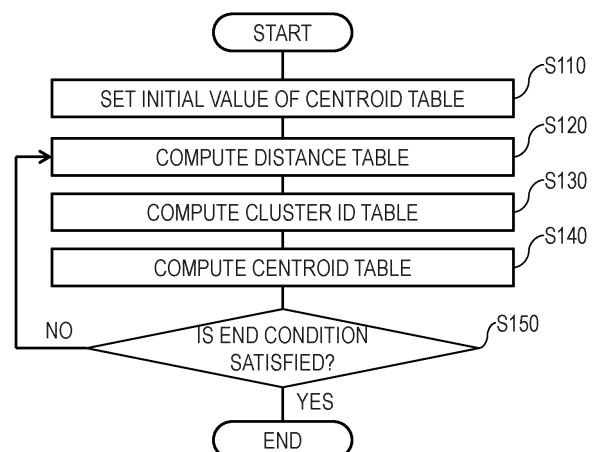 START
S110
SET INITIAL VALUE OF CENTROID TABLE
S120
COMPUTE DISTANCE TABLE
S130
COMPUTE CLUSTER ID TABLE
S140
COMPUTE CENTROID TABLE
S150
NO
IS END CONDITION
SATISFIED?
YES
END